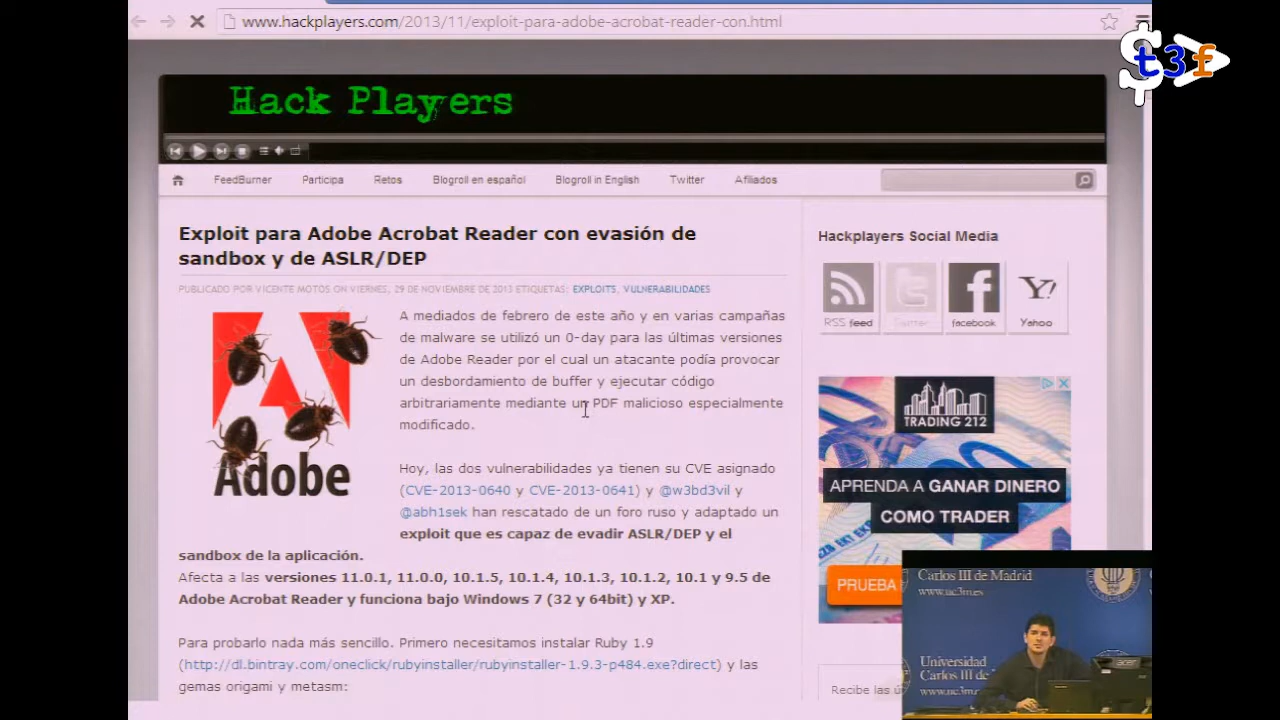 www.hackplayers.com/2013/11/exploit-para-adobe-acrobat-reader-con.html
t3f
Hack Players
FeedBurner Participa Retos Blogroll en español Blogroll in English Twitter Afiliados
Exploit para Adobe Acrobat Reader con evasión de
sandbox y de ASLR/DEP
PUBLICADO POR VICENTE MOTOS ON VIERNES, 29 DE NOVIEMBRE DE 2013 ETIQUETAS: EXPLOITS, VULNERABILIDADES
Adobe
A mediados de febrero de este año y en varias campañas
de malware se utilizó un 0-day para las últimas versiones
de Adobe Reader por el cual un atacante podía provocar
un desbordamiento de buffer y ejecutar código
arbitrariamente mediante un PDF malicioso especialmente
modificado.
Hoy, las dos vulnerabilidades ya tienen su CVE asignado
(CVE-2013-0640 y CVE-2013-0641) y @w3bd3vil y
@abh1sek han rescatado de un foro ruso y adaptado un
exploit que es capaz de evadir ASLR/DEP y el
sandbox de la aplicación.
Afecta a las versiones 11.0.1, 11.0.0, 10.1.5, 10.1.4, 10.1.3, 10.1.2, 10.1 y 9.5 de
Adobe Acrobat Reader y funciona bajo Windows 7 (32 y 64bit) y XP.
Para probarlo nada más sencillo. Primero necesitamos instalar Ruby 1.9
(http://dl.bintray.com/oneclick/rubyinstaller/rubyinstaller-1.9.3-p484.exe?direct) y las
gemas origami y metasm:
Hackplayers Social Media
RSS feed Twitter facebook Yahoo
Y!
TRADING 212
APRENDA A GANAR DINERO
COMO TRADER
PRUEBA
Recibe las
Carlos III de Madrid
www.uc3m.es
Universidad
Carlos III de
www.uc3m.
acer